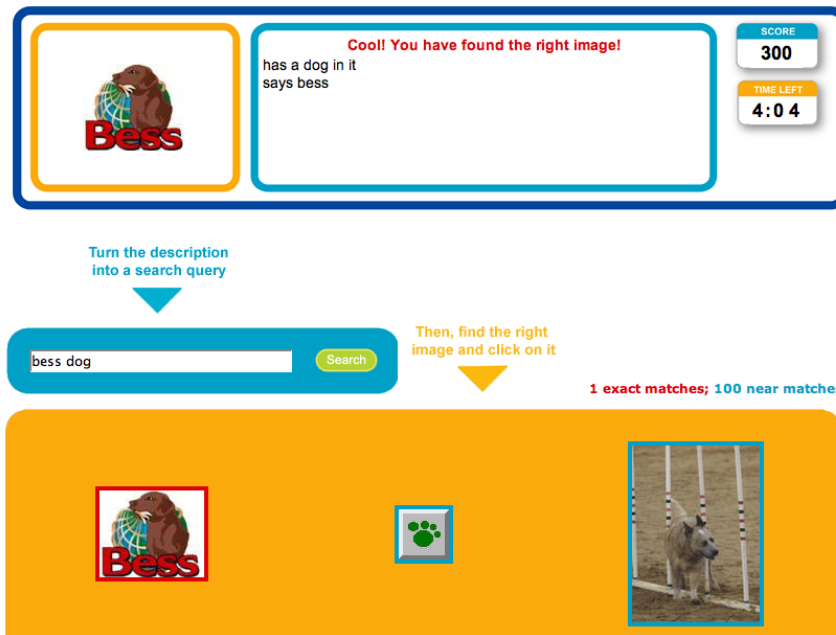 Bess
Cool! You have found the right image!
has a dog in it
says bess
SCORE
300
TIME LEFT
4:04
Turn the description
into a search query
bess dog
Search
Then, find the right
image and click on it
1 exact matches; 100 near matche
Bess